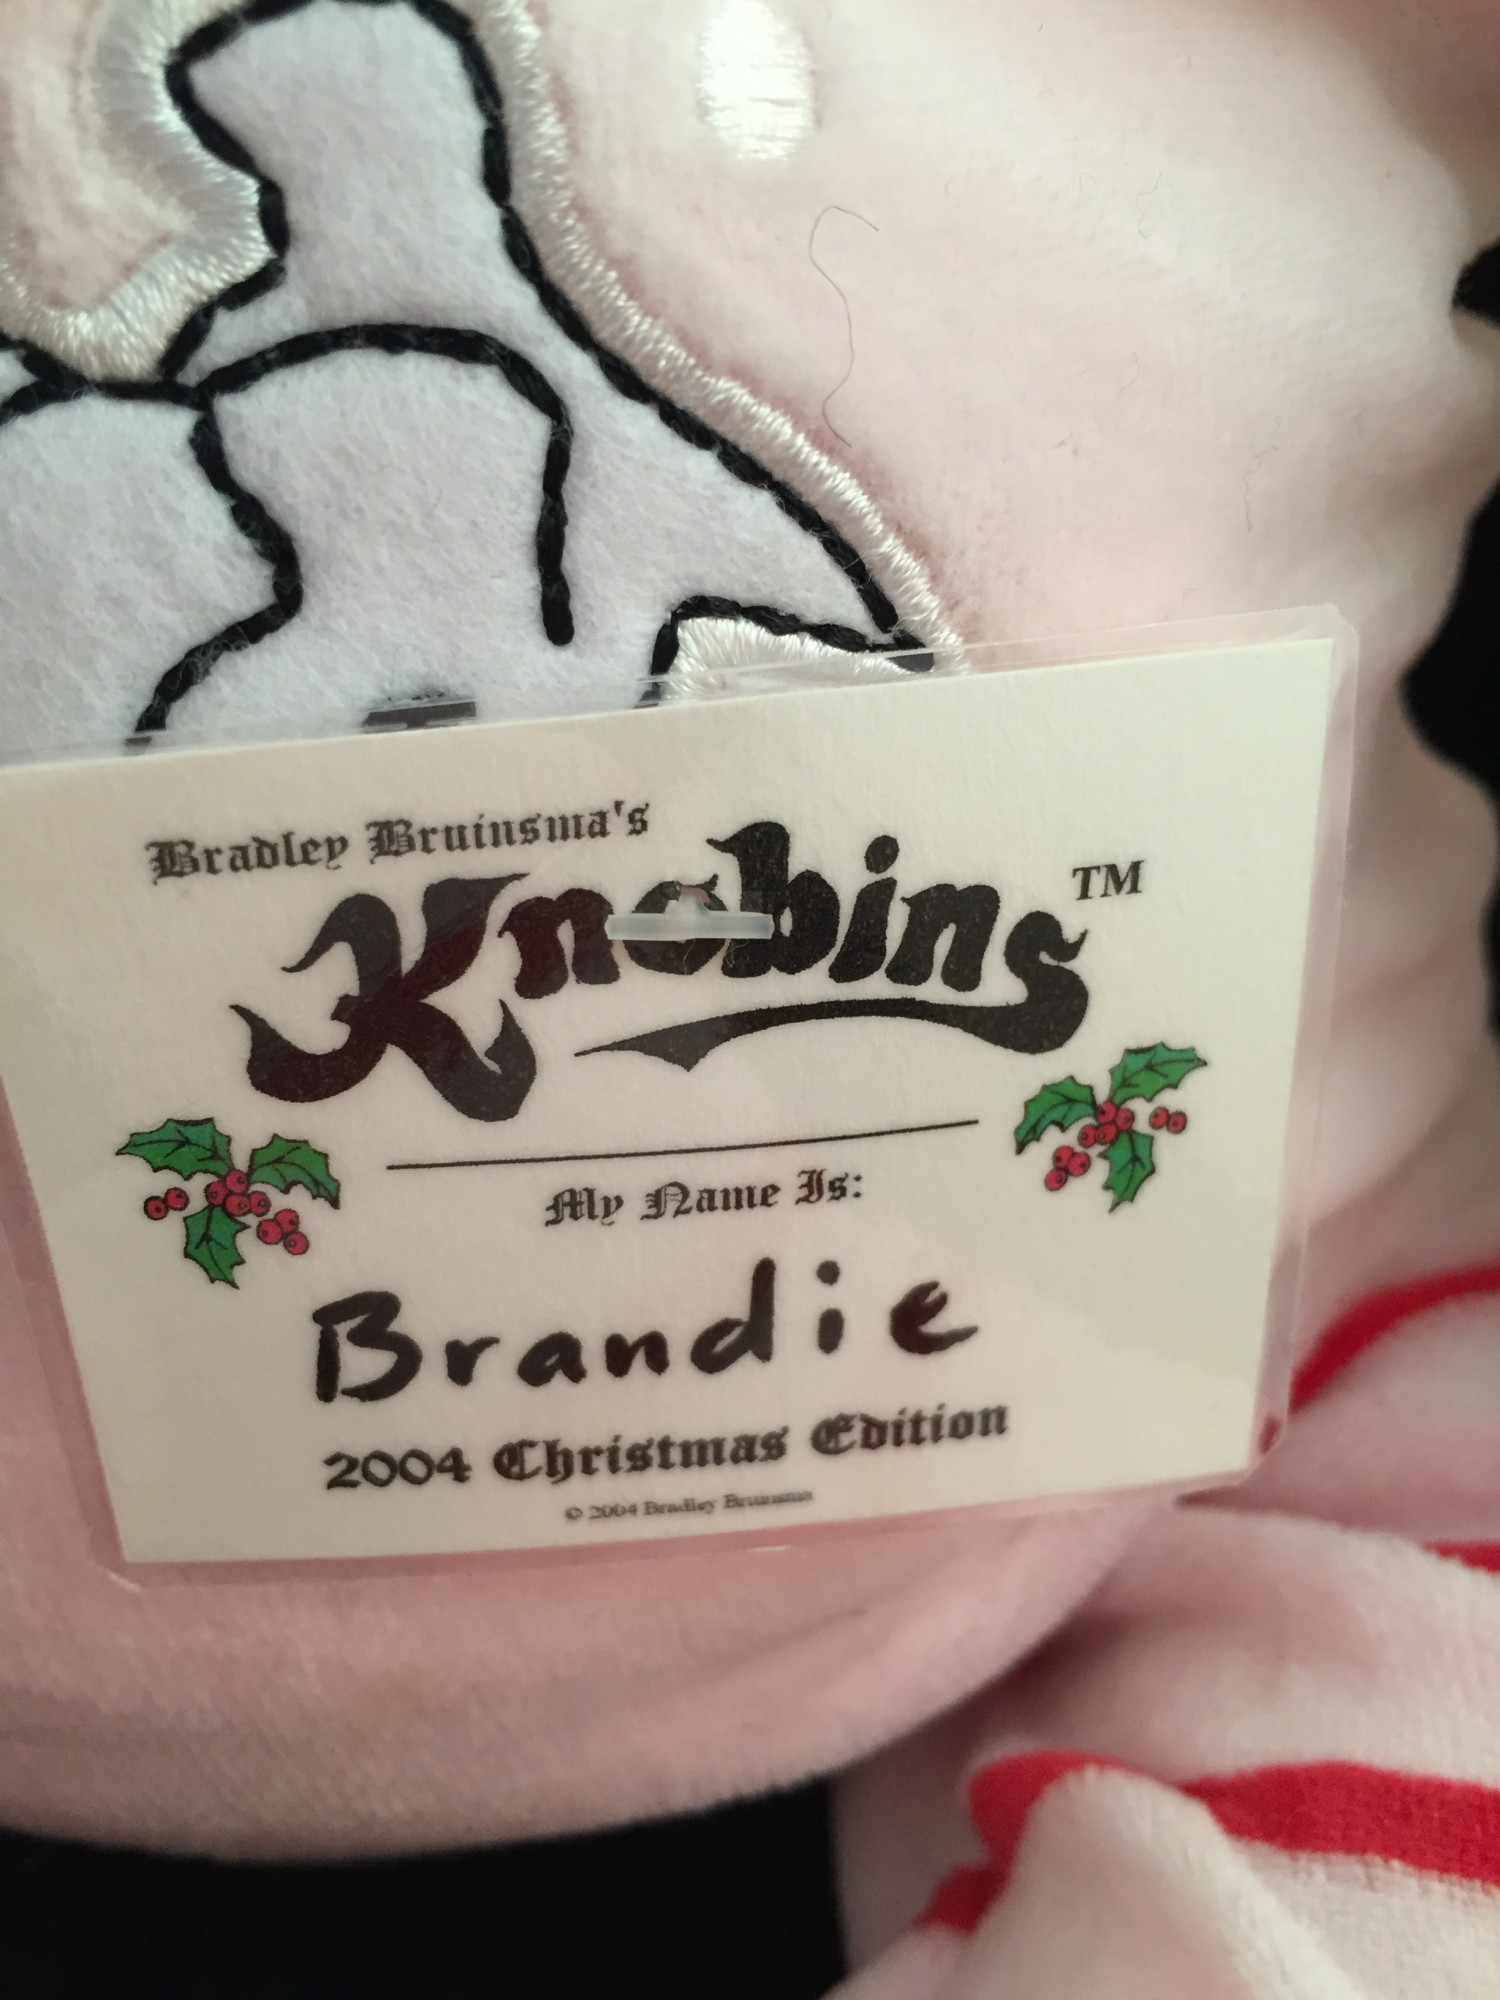 Bradley Bruinsma's
Knobins™
My Name Is:
Brandie
2004 Christmas Edition
© 2004 Bradley Bruinsma